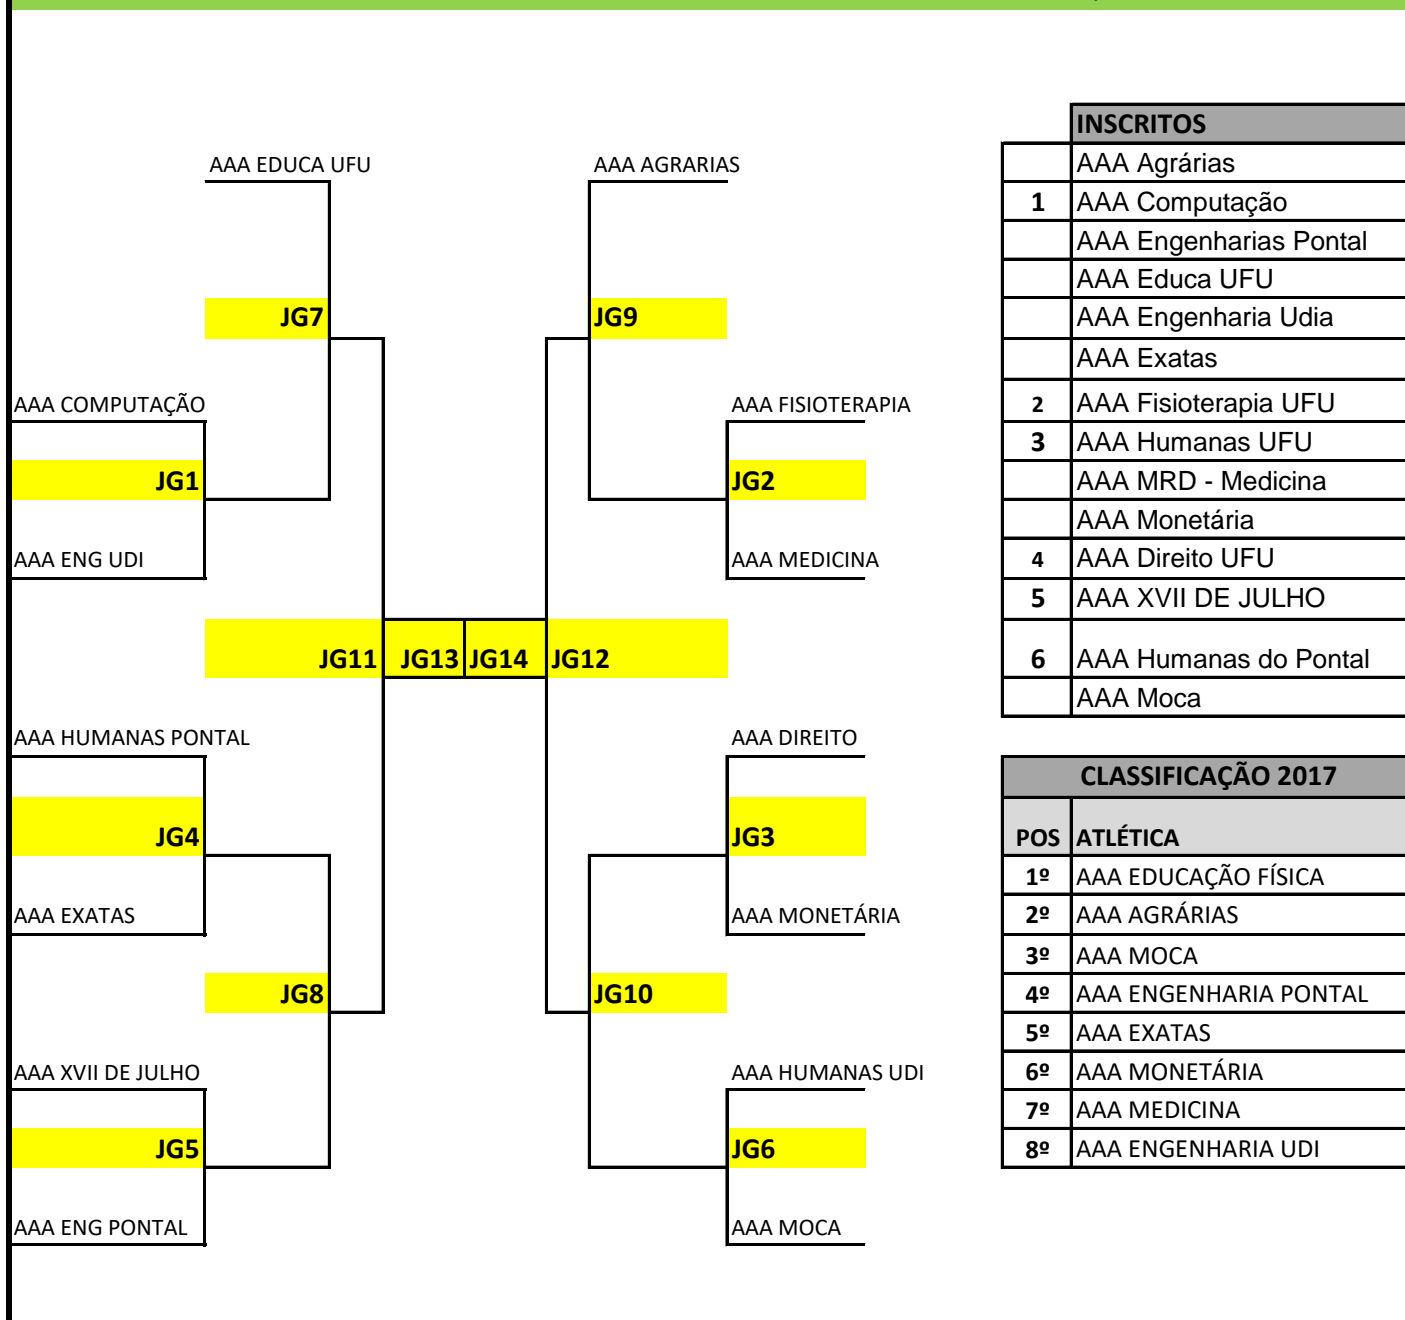 INSCRITOS
AAA EDUCA UFU
AAA AGRARIAS
AAA Agrárias
1 AAA Computação
AAA Engenharias Pontal
AAA Educa UFU
JG7
JG9
AAA Engenharia Udia
AAA Exatas
AAA COMPUTAÇÃO
AAA FISIOTERAPIA
2 AAA Fisioterapia UFU
3 AAA Humanas UFU
JG1
JG2
AAA MRD - Medicina
AAA Monetária
AAA ENG UDI
AAA MEDICINA
4 AAA Direito UFU
5 AAA XVII DE JULHO
JG11 JG13 JG14 JG12
6 AAA Humanas do Pontal
AAA Moca
AAA HUMANAS PONTAL
AAA DIREITO
CLASSIFICAÇÃO 2017
JG4
JG3
POS ATLÉTICA
1º AAA EDUCAÇÃO FÍSICA
AAA EXATAS
AAA MONETÁRIA
2º AAA AGRÁRIAS
3º AAA MOCA
JG8
JG10
4º AAA ENGENHARIA PONTAL
5º AAA EXATAS
AAA XVII DE JULHO
AAA HUMANAS UDI
6º AAA MONETÁRIA
7º AAA MEDICINA
JG5
JG6
8º AAA ENGENHARIA UDI
AAA ENG PONTAL
AAA MOCA